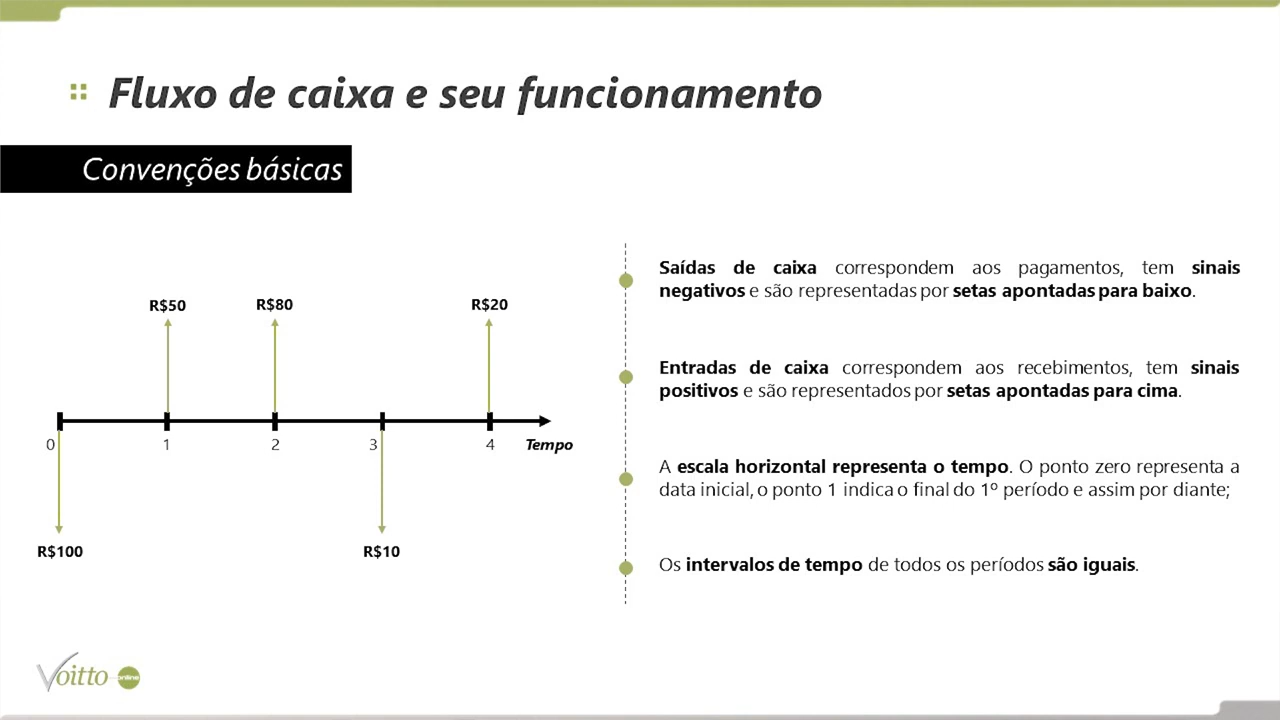 Fluxo de caixa e seu funcionamento
Convenções básicas
R$50 R$80 R$20
0 1 2 3 4 Tempo
R$100 R$10
Saídas de caixa correspondem aos pagamentos, tem sinais
negativos e são representadas por setas apontadas para baixo.
Entradas de caixa correspondem aos recebimentos, tem sinais
positivos e são representados por setas apontadas para cima.
A escala horizontal representa o tempo. O ponto zero representa a
data inicial, o ponto 1 indica o final do 1º período e assim por diante;
Os intervalos de tempo de todos os períodos são iguais.
Voitto online